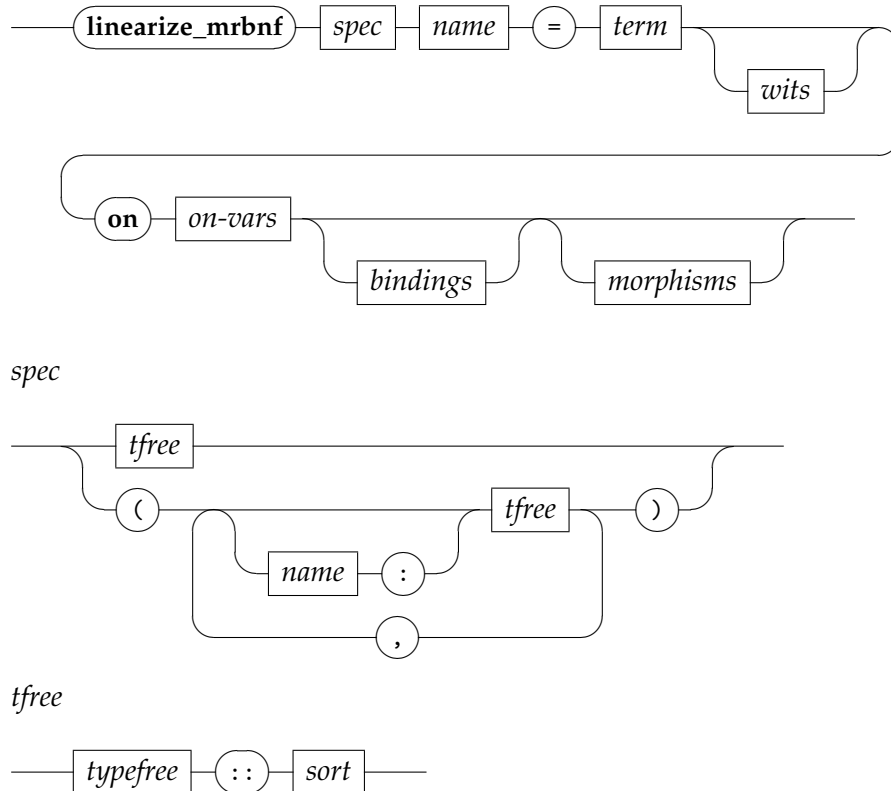 linearize_mrbnf spec name = term
wits
on on-vars
bindings morphisms
spec
tfree
( tfree )
name :
,
tfree
typefree :: sort